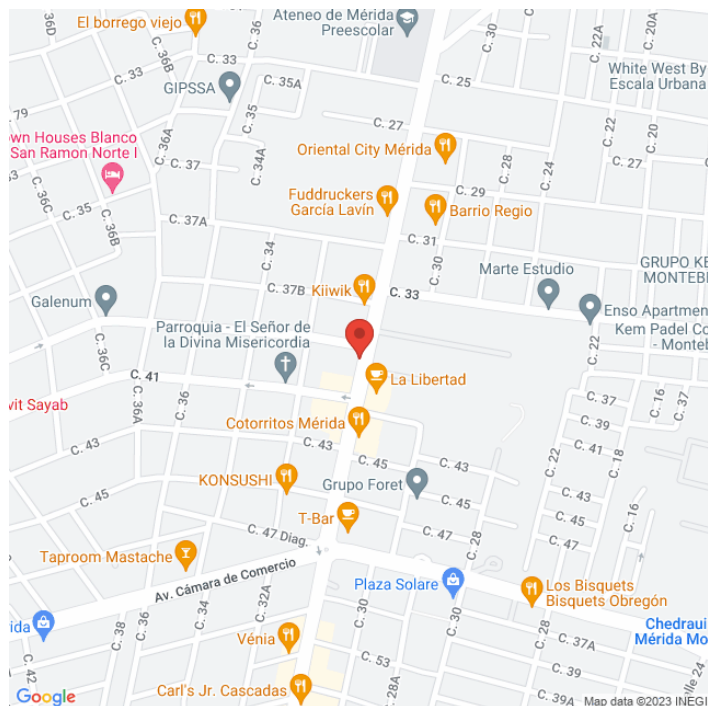 C. 36D
El borrego viejo
C. 36
Ateneo de Mérida
Preescolar
C. 30
C. 22A
C. 20A
C. 36B
C. 33
C. 33
C. 35A
GIPSSA
C. 25
White West By
Escala Urbana
79
C. 36A
C. 35
C. 27
C. 22
C. 20
own Houses Blanco
San Ramon Norte I
C. 37
C. 34A
Oriental City Mérida
C. 28
C. 24
C. 27
C. 36C
C. 35
C. 36B
Fuddruckers
García Lavín
C. 29
Barrio Regio
C. 37A
C. 34
C. 31
C. 30
GRUPO KE
MONTEBE
C. 37B
Kiiwik
C. 33
Marte Estudio
Galenum
Enso Apartmen
Kem Padel Co
- Monteb
Parroquia - El Señor de
la Divina Misericordia
C. 36C
C. 22
C. 41
La Libertad
vit Sayab
C. 36A
C. 36
C. 37
C. 39
C. 41
C. 16
C. 37
Cotorritos Mérida
C. 43
C. 43
C. 45
C. 43
C. 22
C. 18
KONSUSHI
Grupo Foret
C. 45
C. 45
C. 43
C. 45
C. 47
C. 16
T-Bar
C. 47
C. 47 Diag.
C. 28
Taproom Mastache
Av. Cámara de Comercio
Plaza Solare
Los Bisquets
Bisquets Obregón
ida
C. 38
C. 36
C. 34
C. 32A
C. 30
C. 30
C. 28
Chedraui
Mérida Mo
Vénia
C. 37A
C. 42
C. 53
C. 28A
lle 24
Carl's Jr. Cascadas
C. 39
C. 39A
Google
Map data ©2023 INEGI